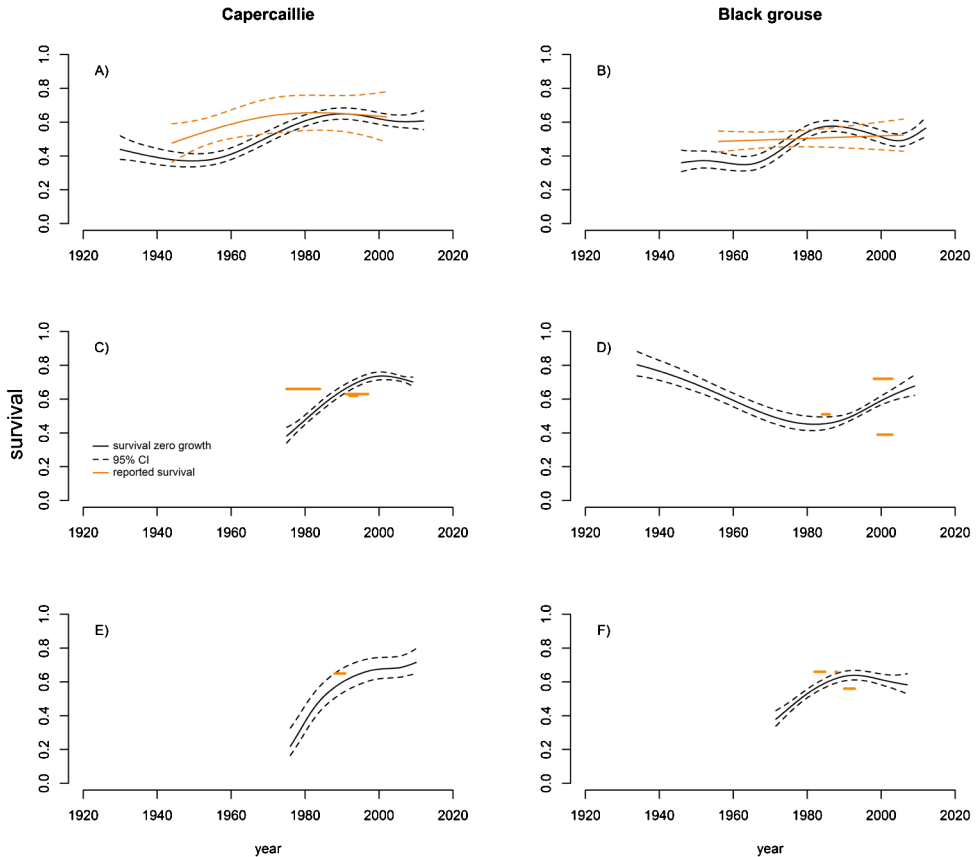 Capercaillie
Black grouse
A)
0.0 0.2 0.4 0.6 0.8 1.0
1920 1940 1960 1980 2000 2020
B)
0.0 0.2 0.4 0.6 0.8 1.0
1920 1940 1960 1980 2000 2020
survival
C)
0.0 0.2 0.4 0.6 0.8 1.0
survival zero growth
95% CI
reported survival
1920 1940 1960 1980 2000 2020
D)
0.0 0.2 0.4 0.6 0.8 1.0
1920 1940 1960 1980 2000 2020
E)
0.0 0.2 0.4 0.6 0.8 1.0
1920 1940 1960 1980 2000 2020
year
F)
0.0 0.2 0.4 0.6 0.8 1.0
1920 1940 1960 1980 2000 2020
year